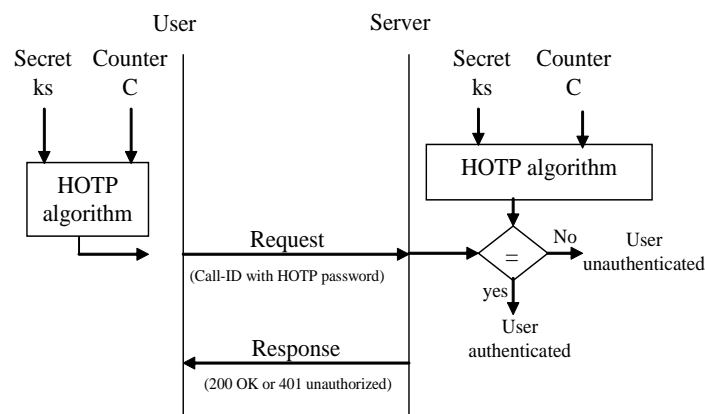 User
Server
Secret
ks
Counter
C
Secret
ks
Counter
C
HOTP
algorithm
HOTP algorithm
Request
(Call-ID with HOTP password)
=
No
User
unauthenticated
yes
User
authenticated
Response
(200 OK or 401 unauthorized)